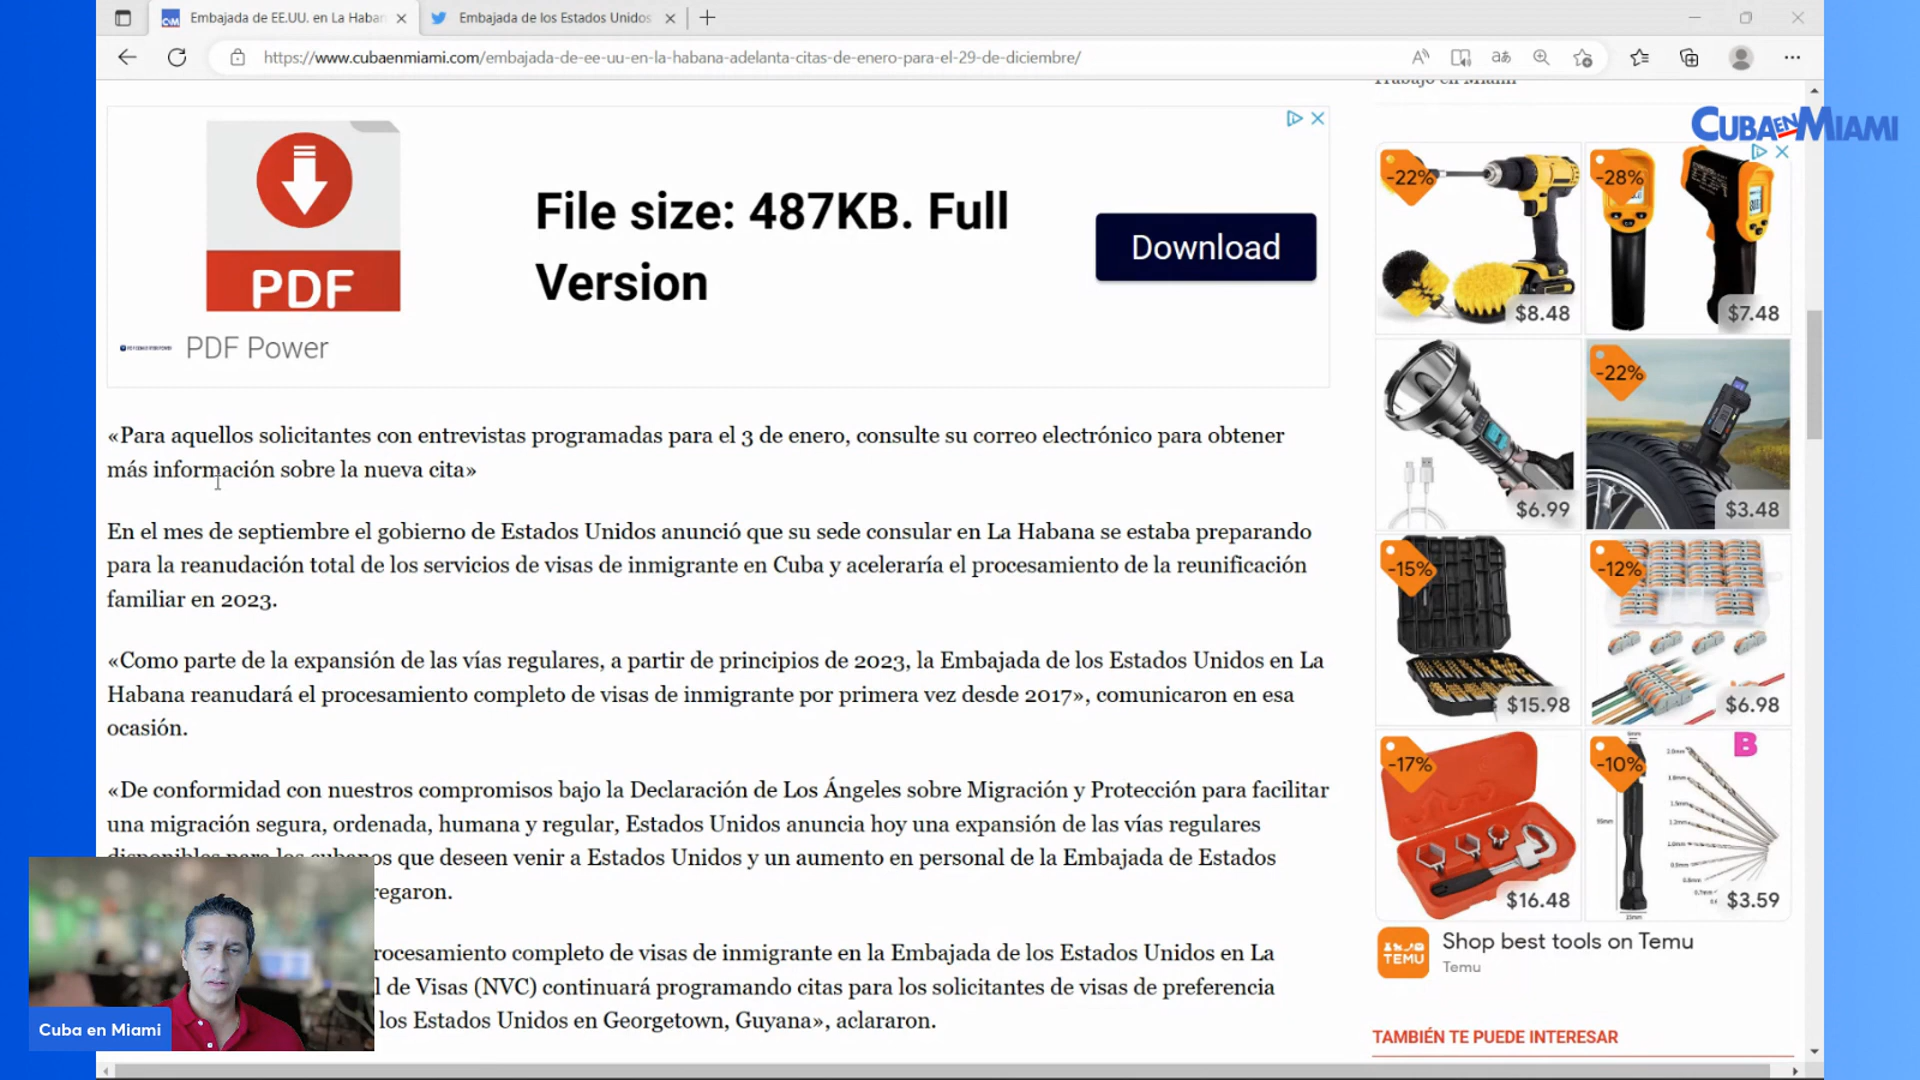 Embajada de EE.UU. en La Haban
Embajada de los Estados Unidos
https://www.cubaenmiami.com/embajada-de-ee-uu-en-la-habana-adelanta-citas-de-enero-para-el-29-de-diciembre/
Trabajo en Miami
CUBA EN MIAMI
PDF
File size: 487KB. Full
Version
Download
PDF Power
«Para aquellos solicitantes con entrevistas programadas para el 3 de enero, consulte su correo electrónico para obtener
más información sobre la nueva cita»
En el mes de septiembre el gobierno de Estados Unidos anunció que su sede consular en La Habana se estaba preparando
para la reanudación total de los servicios de visas de inmigrante en Cuba y aceleraría el procesamiento de la reunificación
familiar en 2023.
«Como parte de la expansión de las vías regulares, a partir de principios de 2023, la Embajada de los Estados Unidos en La
Habana reanudará el procesamiento completo de visas de inmigrante por primera vez desde 2017», comunicaron en esa
ocasión.
«De conformidad con nuestros compromisos bajo la Declaración de Los Ángeles sobre Migración y Protección para facilitar
una migración segura, ordenada, humana y regular, Estados Unidos anuncia hoy una expansión de las vías regulares
disponibles para los cubanos que deseen venir a Estados Unidos y un aumento en personal de la Embajada de Estados
regaron.
rocesamiento completo de visas de inmigrante en la Embajada de los Estados Unidos en La
l de Visas (NVC) continuará programando citas para los solicitantes de visas de preferencia
los Estados Unidos en Georgetown, Guyana», aclararon.
Cuba en Miami
-22%
$8.48
-28%
$7.48
$6.99
-22%
$3.48
-15%
$15.98
-12%
$6.98
-17%
$16.48
-10%
B
$3.59
TEMU
Shop best tools on Temu
Temu
TAMBIÉN TE PUEDE INTERESAR